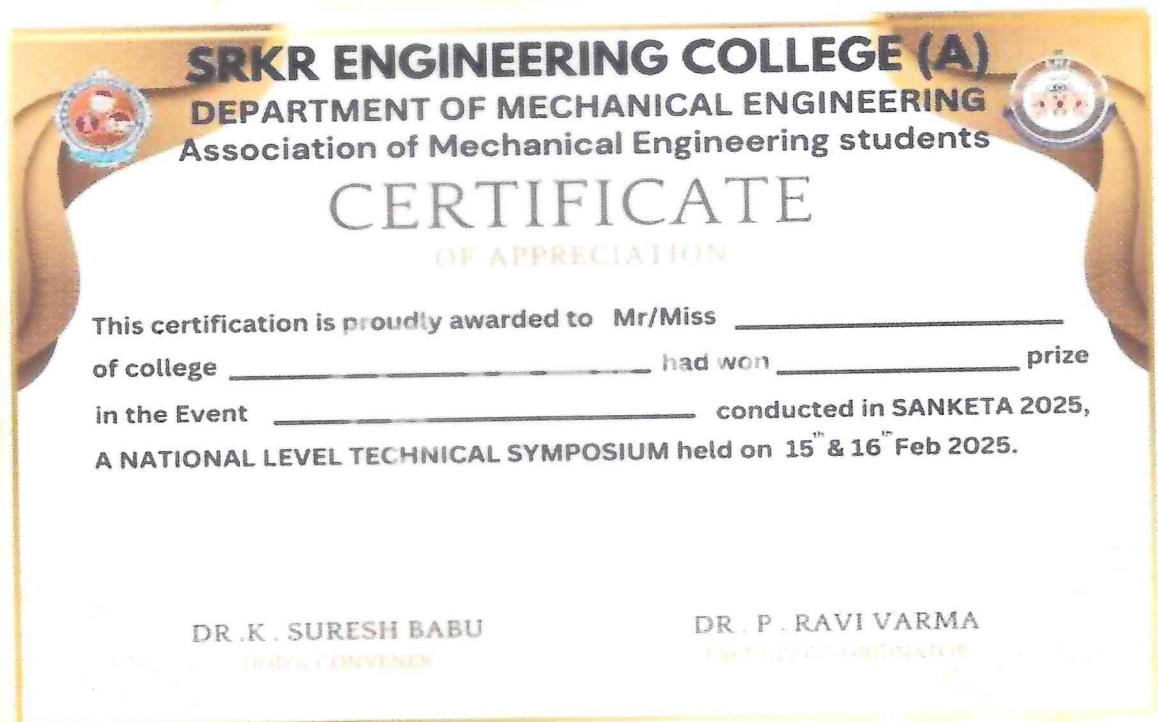 SRKR ENGINEERING COLLEGE (A)
DEPARTMENT OF MECHANICAL ENGINEERING
Association of Mechanical Engineering students
CERTIFICATE
OF APPRECIATION
This certification is proudly awarded to Mr/Miss
of college had won prize
in the Event conducted in SANKETA 2025,
A NATIONAL LEVEL TECHNICAL SYMPOSIUM held on 15th & 16th Feb 2025.
DR .K . SURESH BABU
DR . P . RAVI VARMA
HOD & CONVENER